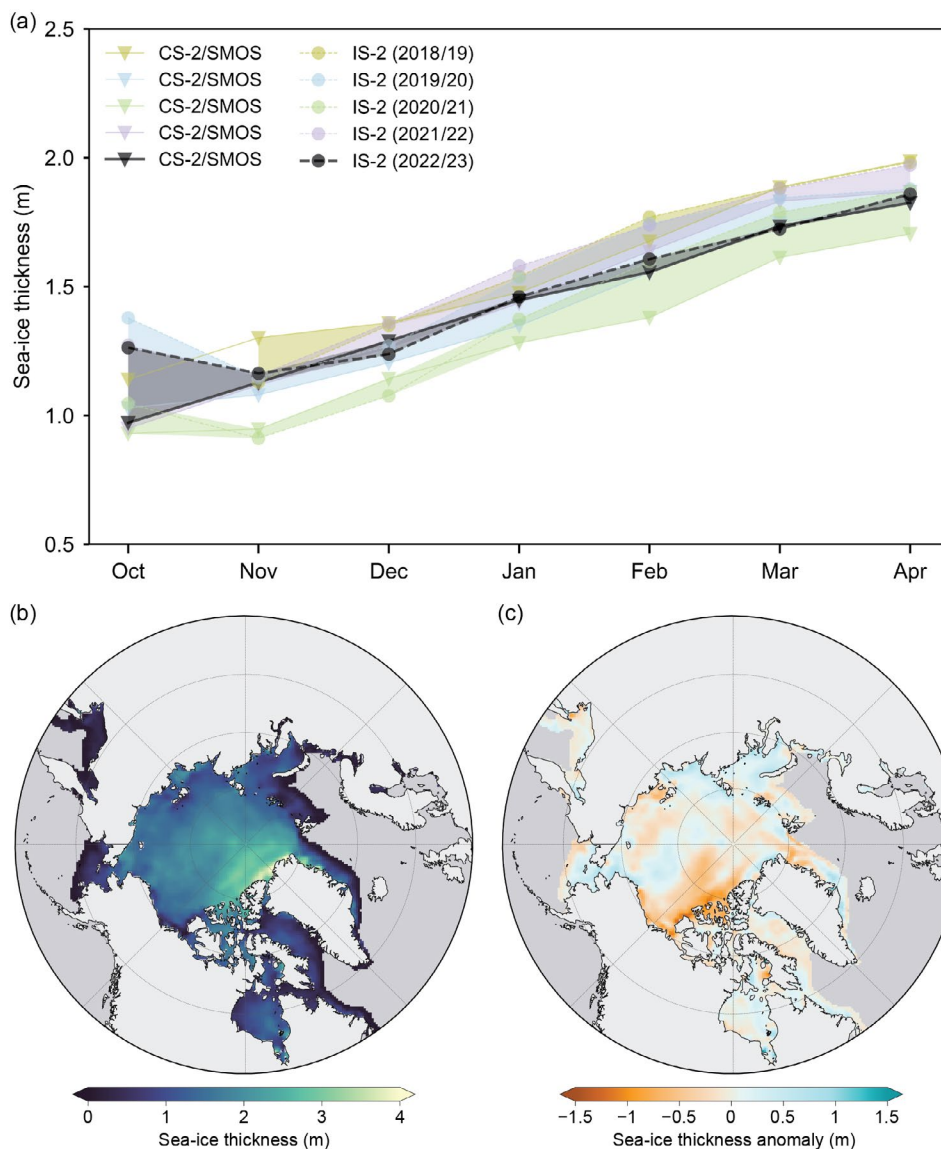 (a)
2.5
2.0
1.5
1.0
0.5
Sea-ice thickness (m)
CS-2/SMOS IS-2 (2018/19)
CS-2/SMOS IS-2 (2019/20)
CS-2/SMOS IS-2 (2020/21)
CS-2/SMOS IS-2 (2021/22)
CS-2/SMOS IS-2 (2022/23)
Oct Nov Dec Jan Feb Mar Apr
(b)
0 1 2 3 4
Sea-ice thickness (m)
(c)
−1.5 −1 −0.5 0 0.5 1 1.5
Sea-ice thickness anomaly (m)